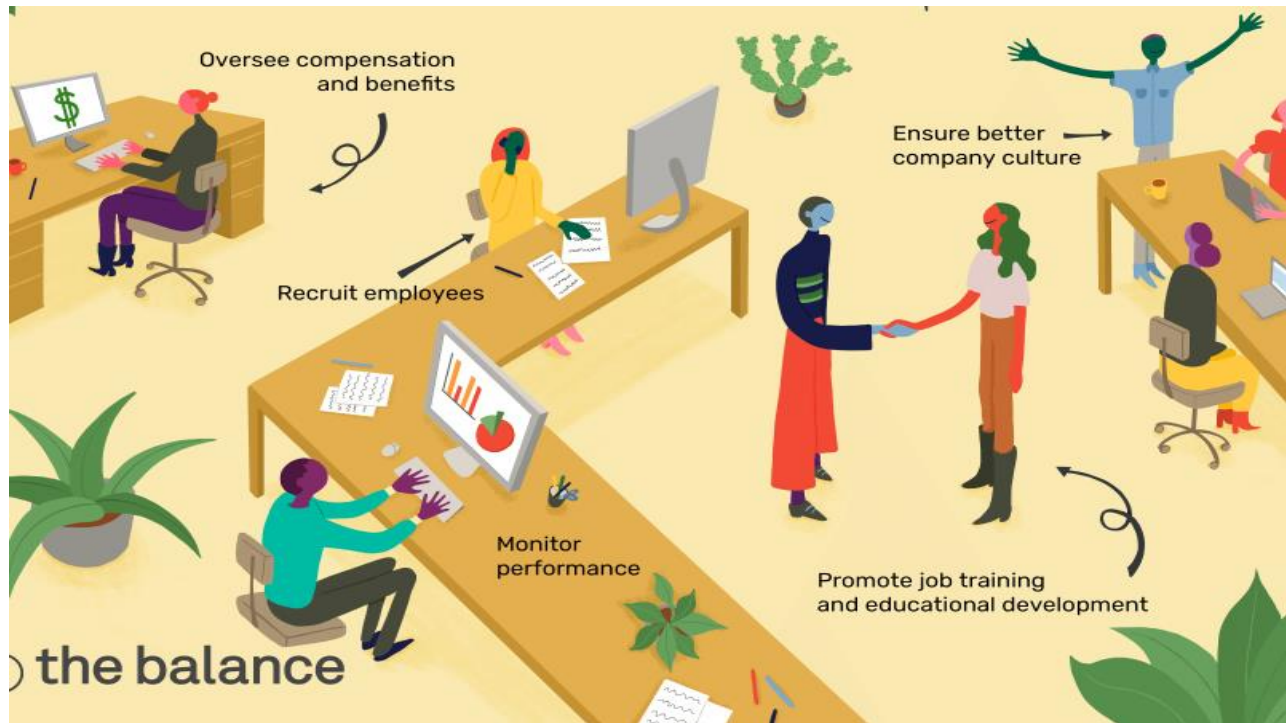 Oversee compensation
and benefits
Ensure better
company culture
Recruit employees
Monitor
performance
Promote job training
and educational development
the balance
$